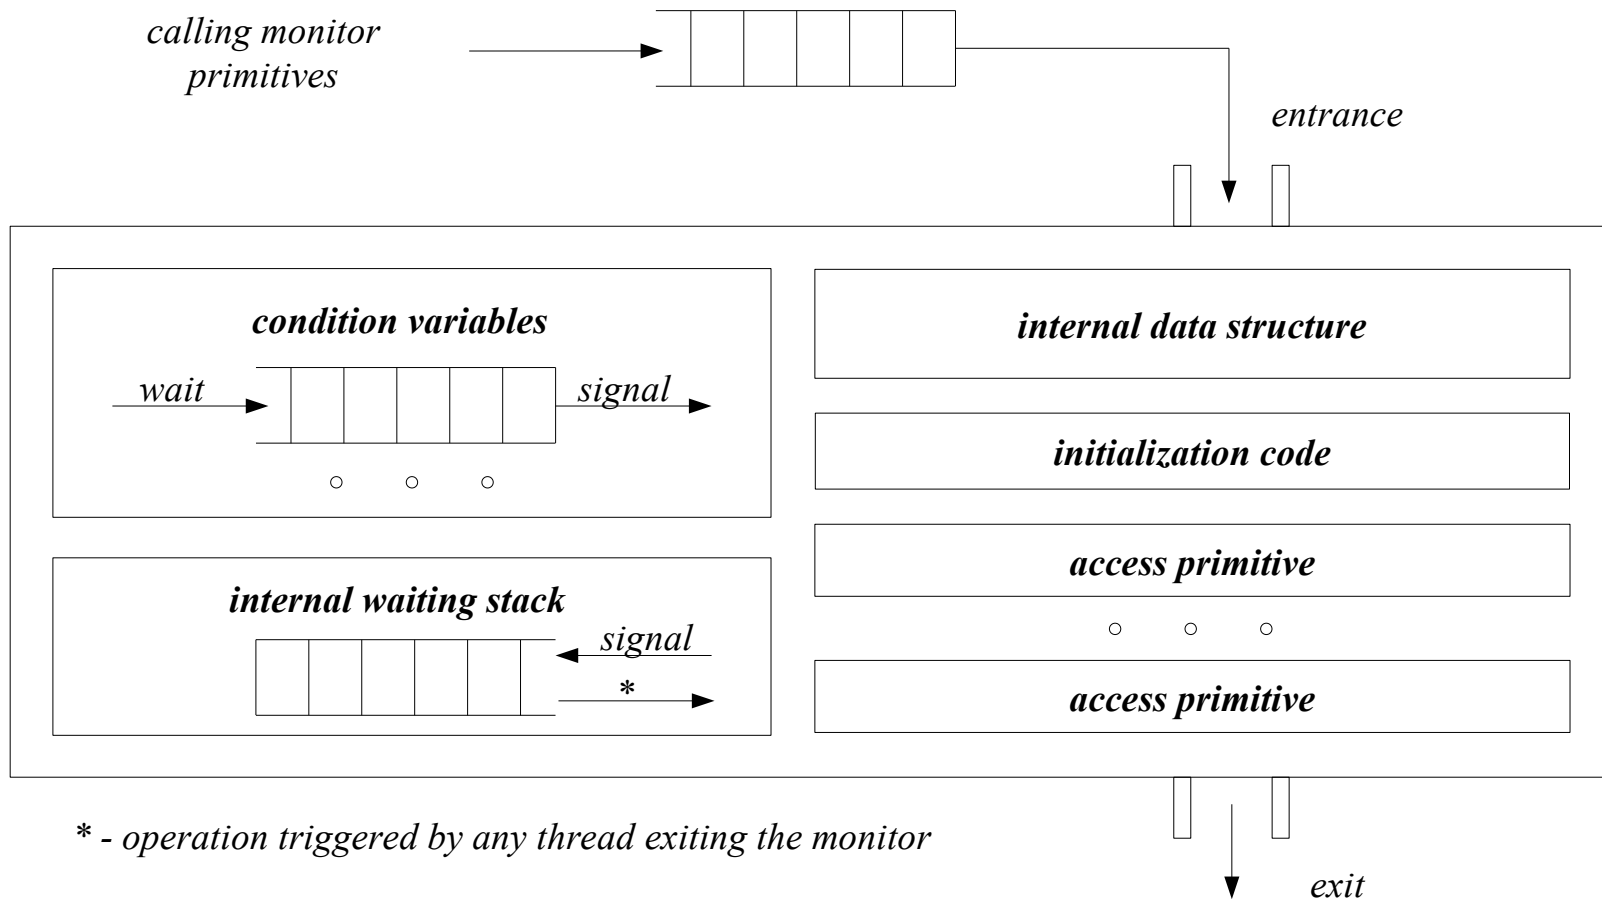 calling monitor
primitives
entrance
condition variables
wait
signal
internal waiting stack
signal
*
internal data structure
initialization code
access primitive
access primitive
* - operation triggered by any thread exiting the monitor
exit